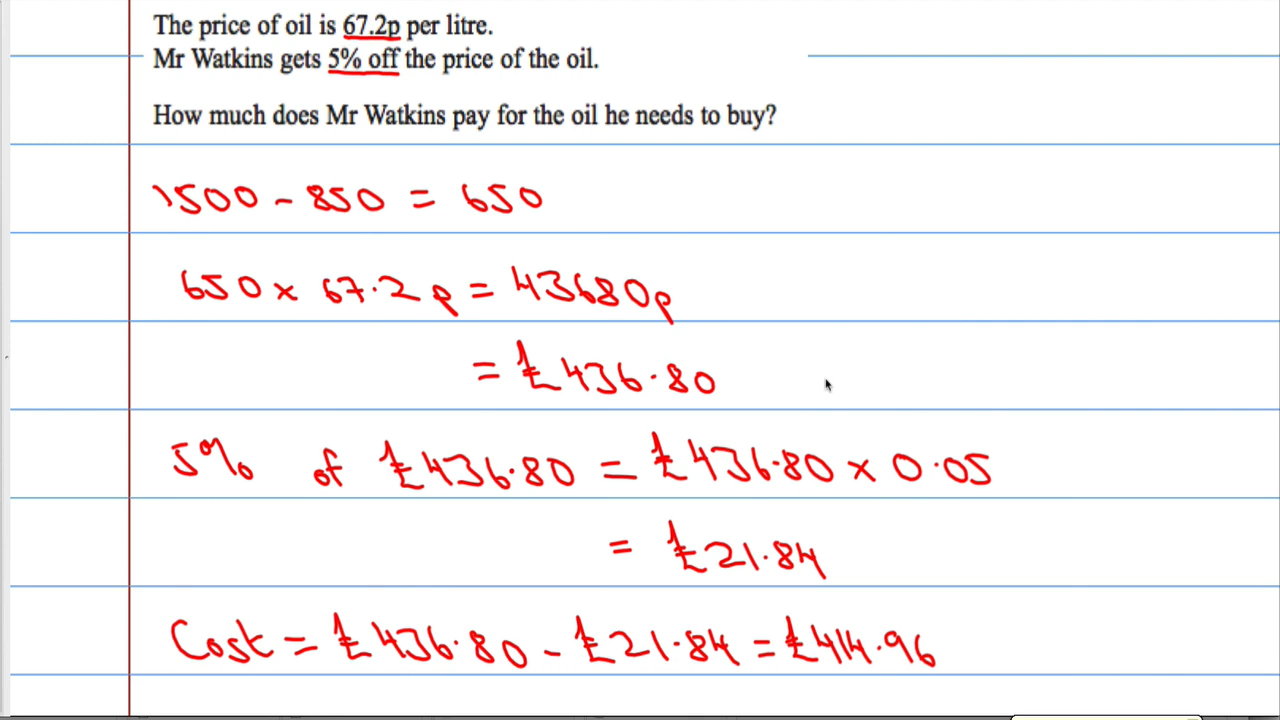 The price of oil is 67.2p per litre.
Mr Watkins gets 5% off the price of the oil.
How much does Mr Watkins pay for the oil he needs to buy?
1500 - 850 = 650
650 × 67.2p = 43680p
= £436.80
5% of £436.80 = £436.80 × 0.05
= £21.84
Cost = £436.80 - £21.84 = £414.96